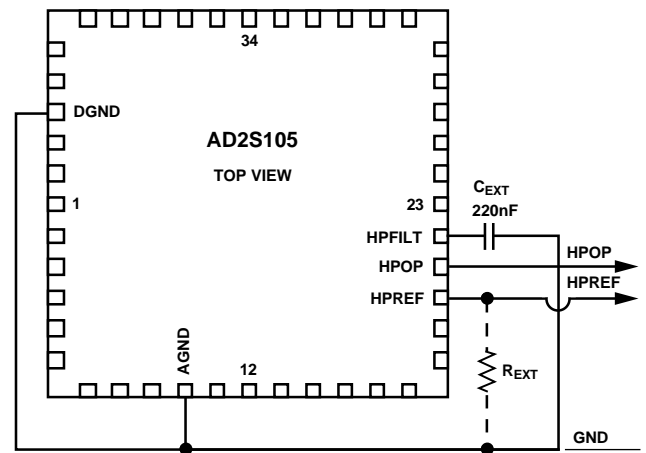 34
DGND
AD2S105
TOP VIEW
1
23
CEXT
220nF
HPFILT
HPOP
HPOP
HPREF
HPREF
AGND
12
REXT
GND